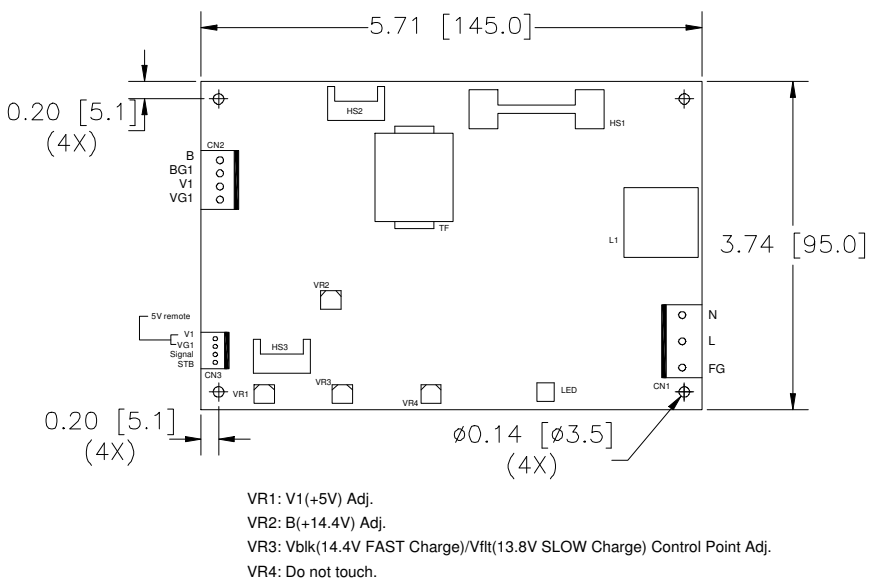 5.71 [145.0]
0.20 [5.1]
(4X)
HS2
HS1
CN2
B
BG1
V1
VG1
TF
L1
3.74 [95.0]
VR2
5V remote
V1
VG1
Signal
STB
CN3
HS3
N
L
FG
CN1
VR1
VR3
VR4
LED
0.20 [5.1]
(4X)
ø0.14 [ø3.5]
(4X)
VR1: V1(+5V) Adj.
VR2: B(+14.4V) Adj.
VR3: Vblk(14.4V FAST Charge)/Vflt(13.8V SLOW Charge) Control Point Adj.
VR4: Do not touch.